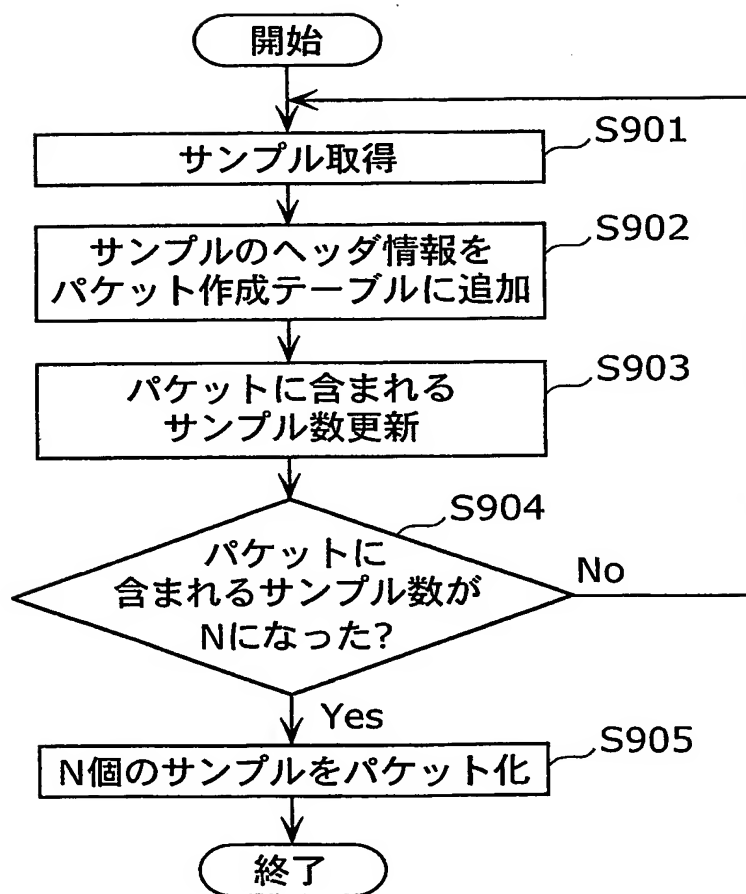 開始
サンプル取得
S901
サンプルのヘッダ情報を
パケット作成テーブルに追加
S902
パケットに含まれる
サンプル数更新
S903
パケットに
含まれるサンプル数が
Nになった?
S904
No
Yes
N個のサンプルをパケット化
S905
終了